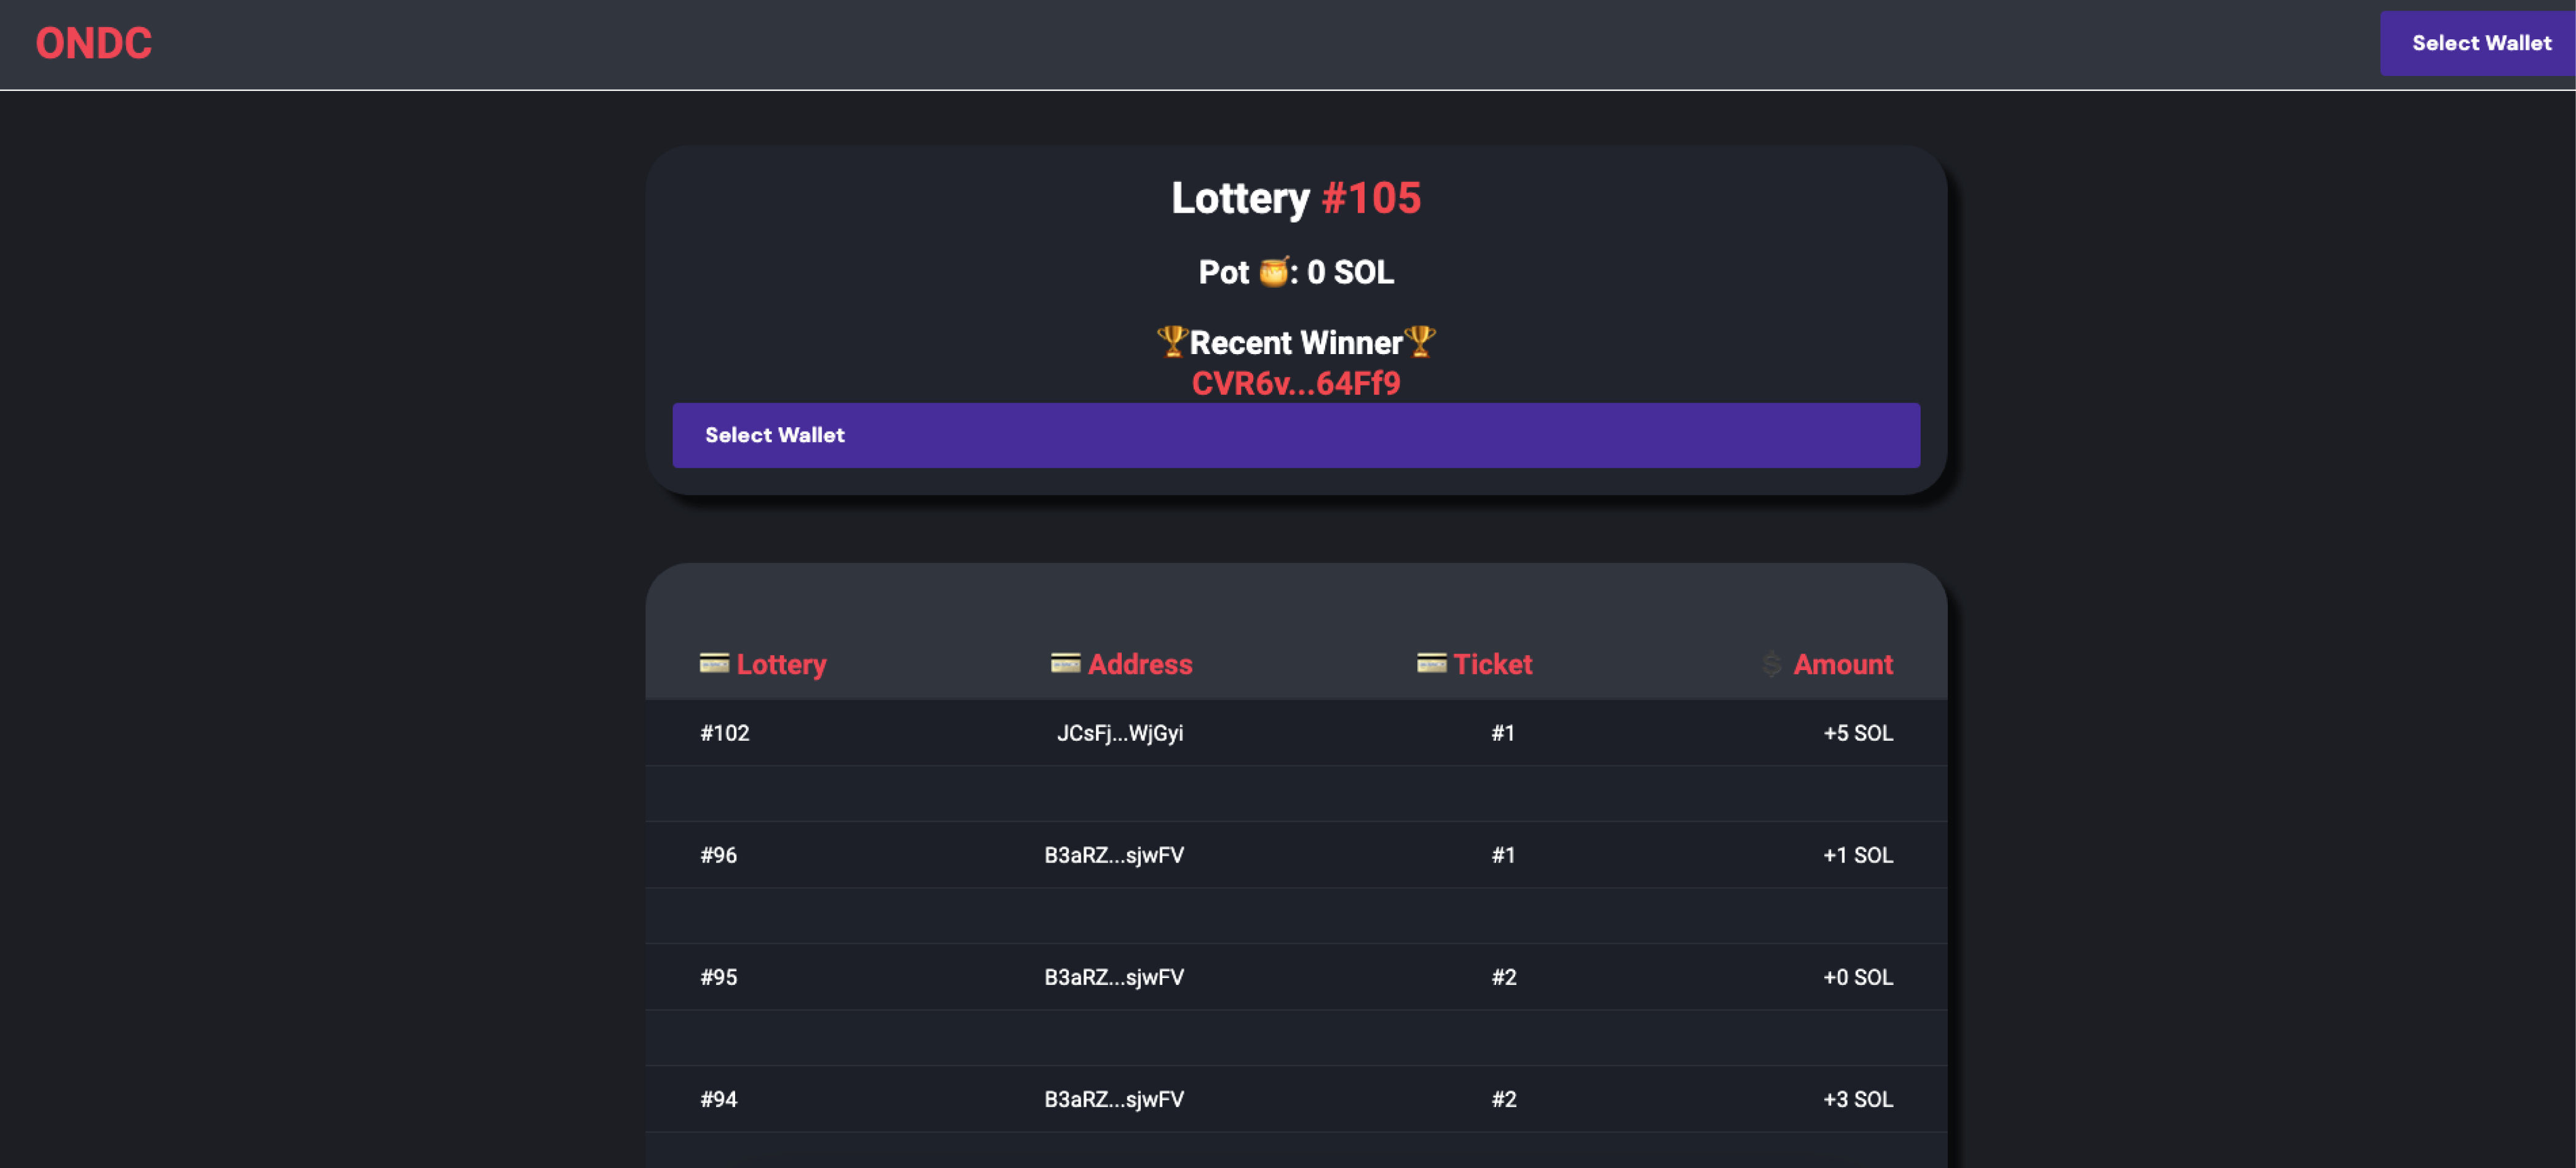 ONDC
Select Wallet
Lottery #105
Pot 🍯: 0 SOL
🏆Recent Winner🏆
CVR6v...64Ff9
Select Wallet
💳 Lottery 💳 Address 💳 Ticket 💲 Amount
#102 JCsFj...WjGyi #1 +5 SOL
#96 B3aRZ...sjwFV #1 +1 SOL
#95 B3aRZ...sjwFV #2 +0 SOL
#94 B3aRZ...sjwFV #2 +3 SOL